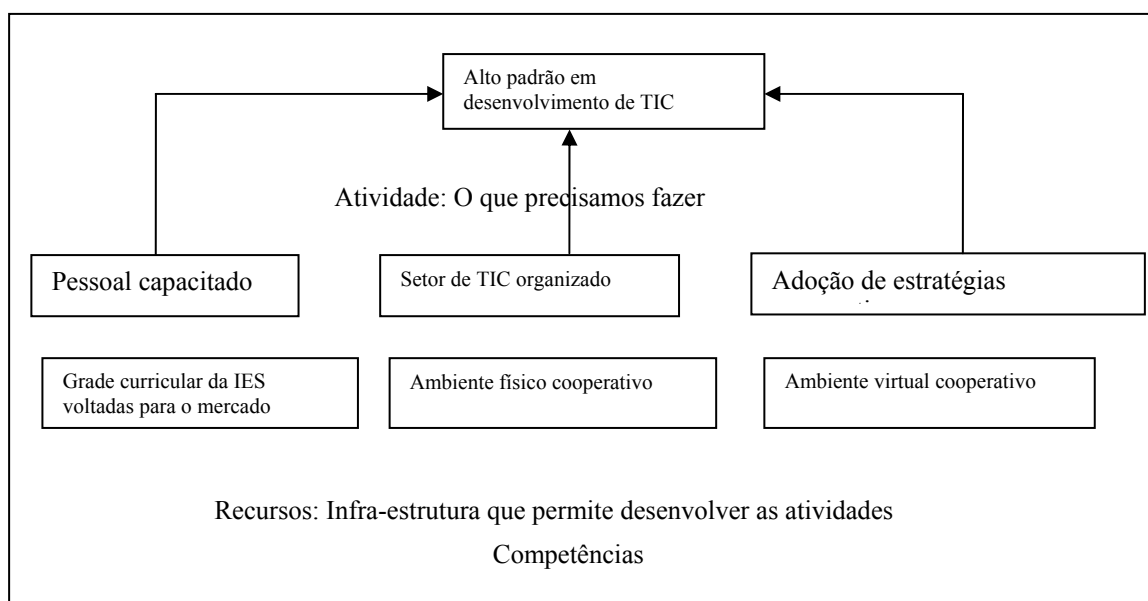 Alto padrão em
desenvolvimento de TIC
Atividade: O que precisamos fazer
Pessoal capacitado
Setor de TIC organizado
Adoção de estratégias
Grade curricular da IES
voltadas para o mercado
Ambiente físico cooperativo
Ambiente virtual cooperativo
Recursos: Infra-estrutura que permite desenvolver as atividades
Competências